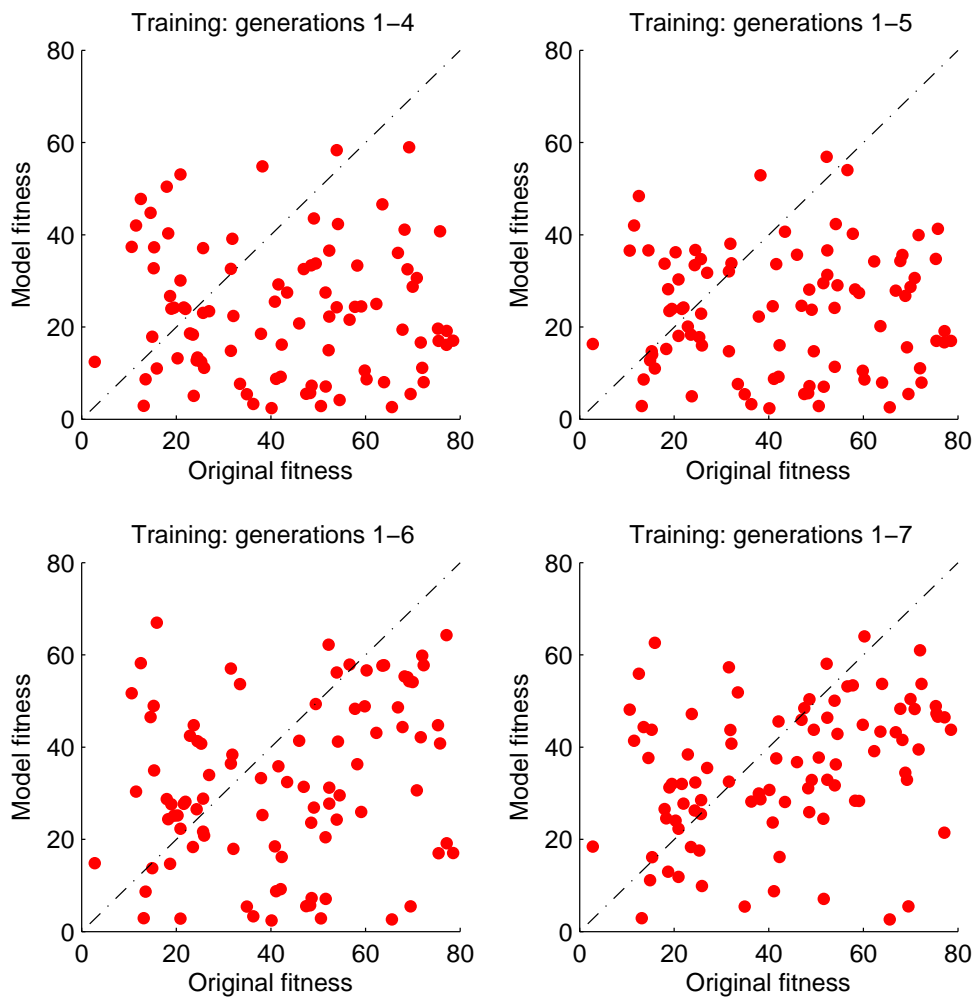 Training: generations 1−4
80
60
40
20
0
0 20 40 60 80
Model fitness
Original fitness
Training: generations 1−5
80
60
40
20
0
0 20 40 60 80
Model fitness
Original fitness
Training: generations 1−6
80
60
40
20
0
0 20 40 60 80
Model fitness
Original fitness
Training: generations 1−7
80
60
40
20
0
0 20 40 60 80
Model fitness
Original fitness